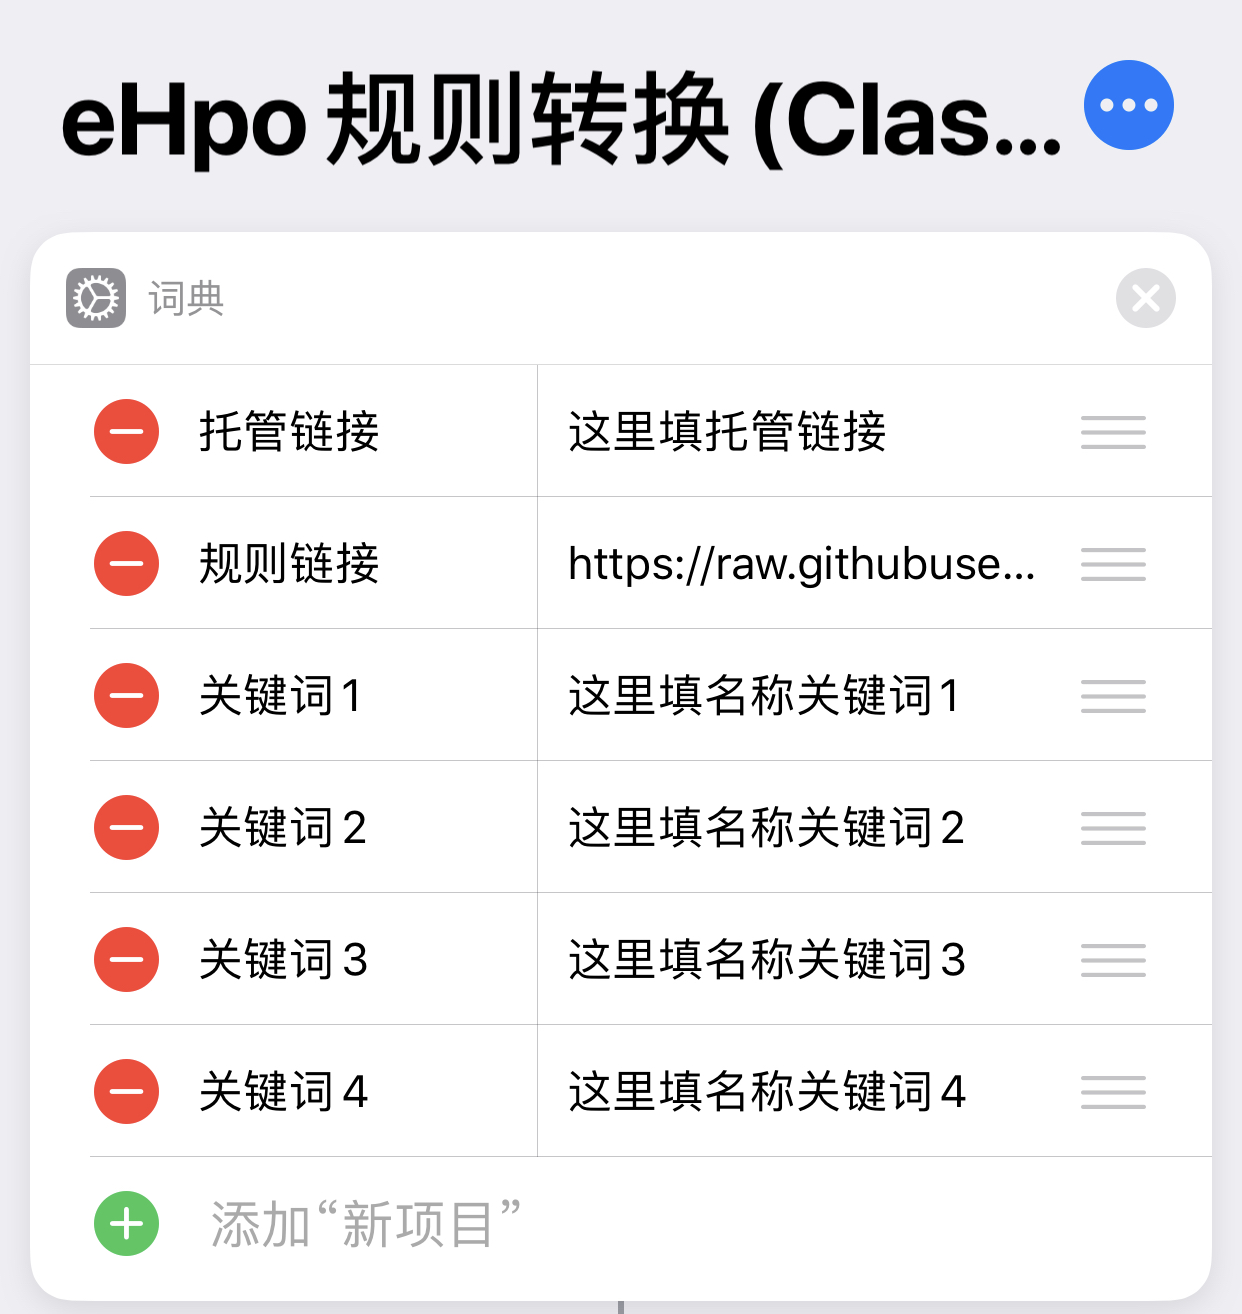 eHpo 规则转换 (Clas...
词典
托管链接 这里填托管链接
规则链接 https://raw.githubuse...
关键词1 这里填名称关键词1
关键词2 这里填名称关键词2
关键词3 这里填名称关键词3
关键词4 这里填名称关键词4
添加“新项目”